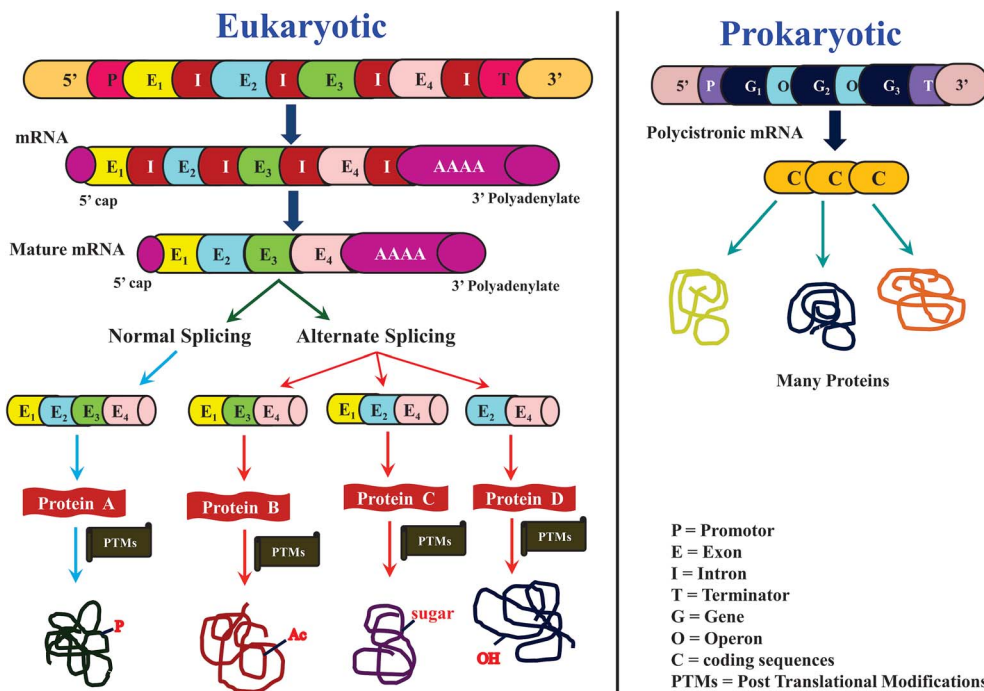 Eukaryotic
5' P E₁ I E₂ I E₃ I E₄ I T 3'
mRNA
E₁ I E₂ I E₃ I E₄ I AAAA
5' cap
3' Polyadenylate
Mature mRNA
E₁ E₂ E₃ E₄ AAAA
5' cap
3' Polyadenylate
Normal Splicing
Alternate Splicing
E₁ E₂ E₃ E₄
E₁ E₃ E₄
E₁ E₂ E₄
E₂ E₄
Protein A
Protein B
Protein C
Protein D
PTMs
PTMs
PTMs
PTMs
P
Ac
sugar
OH
Prokaryotic
5' P G₁ O G₂ O G₃ T 3'
Polycistronic mRNA
C C C
Many Proteins
P = Promotor
E = Exon
I = Intron
T = Terminator
G = Gene
O = Operon
C = coding sequences
PTMs = Post Translational Modifications